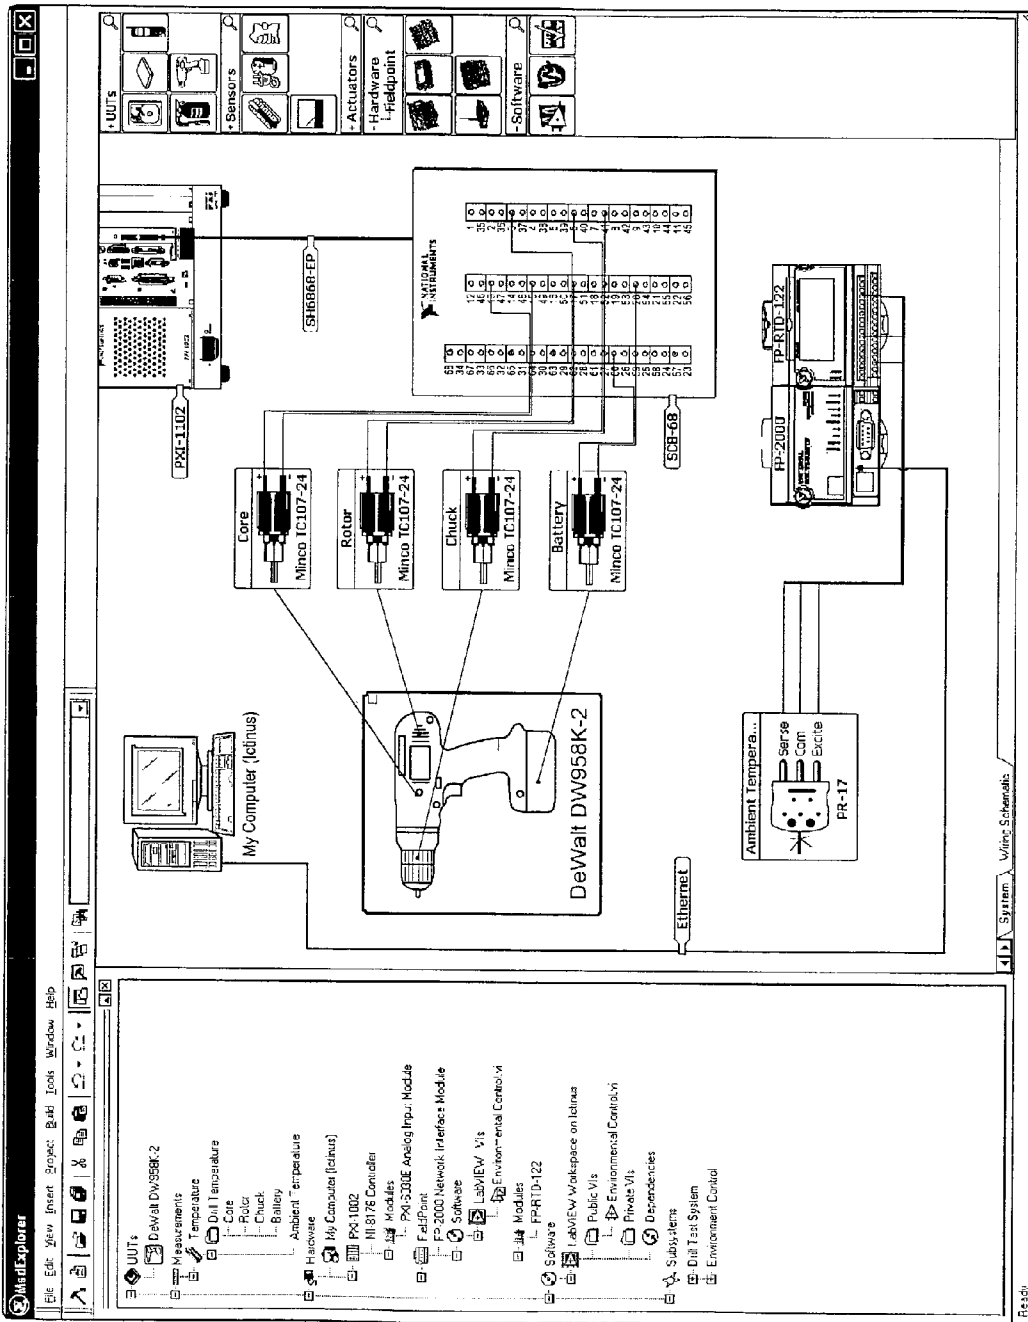 MsdExplorer
File Edit View Insert Project Build Tools Window Help
UUTs
DeWalt DW958K-2
Measurements
Temperature
Drill Temperature
Core
Rotor
Chuck
Battery
Ambient Temperature
Hardware
My Computer (Ictinus)
PXI-1002
NI-8176 Controller
Modules
PXI-6030E Analog Input Module
FieldPoint
FP-2000 Network Interface Module
Software
LabVIEW VIs
Environmental Control.vi
Modules
FP-RTD-122
Software
LabVIEW Workspace on Ictinus
Public VIs
Environmental Control.vi
Private VIs
Dependencies
Subsystems
Drill Test System
Environment Control
My Computer (Ictinus)
PXI-1102
SH6868-EP
Core
+
-
Minco TC107-24
Rotor
+
-
Minco TC107-24
Chuck
+
-
Minco TC107-24
Battery
+
-
Minco TC107-24
DeWalt DW958K-2
NATIONAL
INSTRUMENTS
SCB-68
Ethernet
Ambient Tempera...
Sense
Com
Excite
PR-17
FP-2000
FP-RTD-122
+ UUTs
+ Sensors
+ Actuators
- Hardware
Fieldpoint
- Software
System
Wiring Schematic
Ready